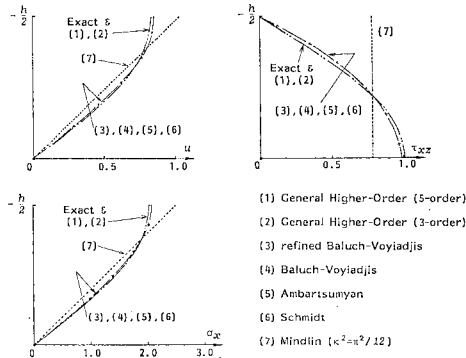 - h/2
Exact &
(1),(2)
(7)
(3),(4),(5),(6)
0
0.5
1.0
u
- h/2
(7)
Exact &
(1),(2)
(3),(4),(5),(6)
0
0.5
1.0
τxz
- h/2
Exact &
(1),(2)
(7)
(3),(4),(5),(6)
0
1.0
2.0
3.0
σx
(1) General Higher-Order (5-order)
(2) General Higher-Order (3-order)
(3) refined Baluch-Voyiadjis
(4) Baluch-Voyiadjis
(5) Ambartsumyan
(6) Schmidt
(7) Mindlin (κ²=π²/12)